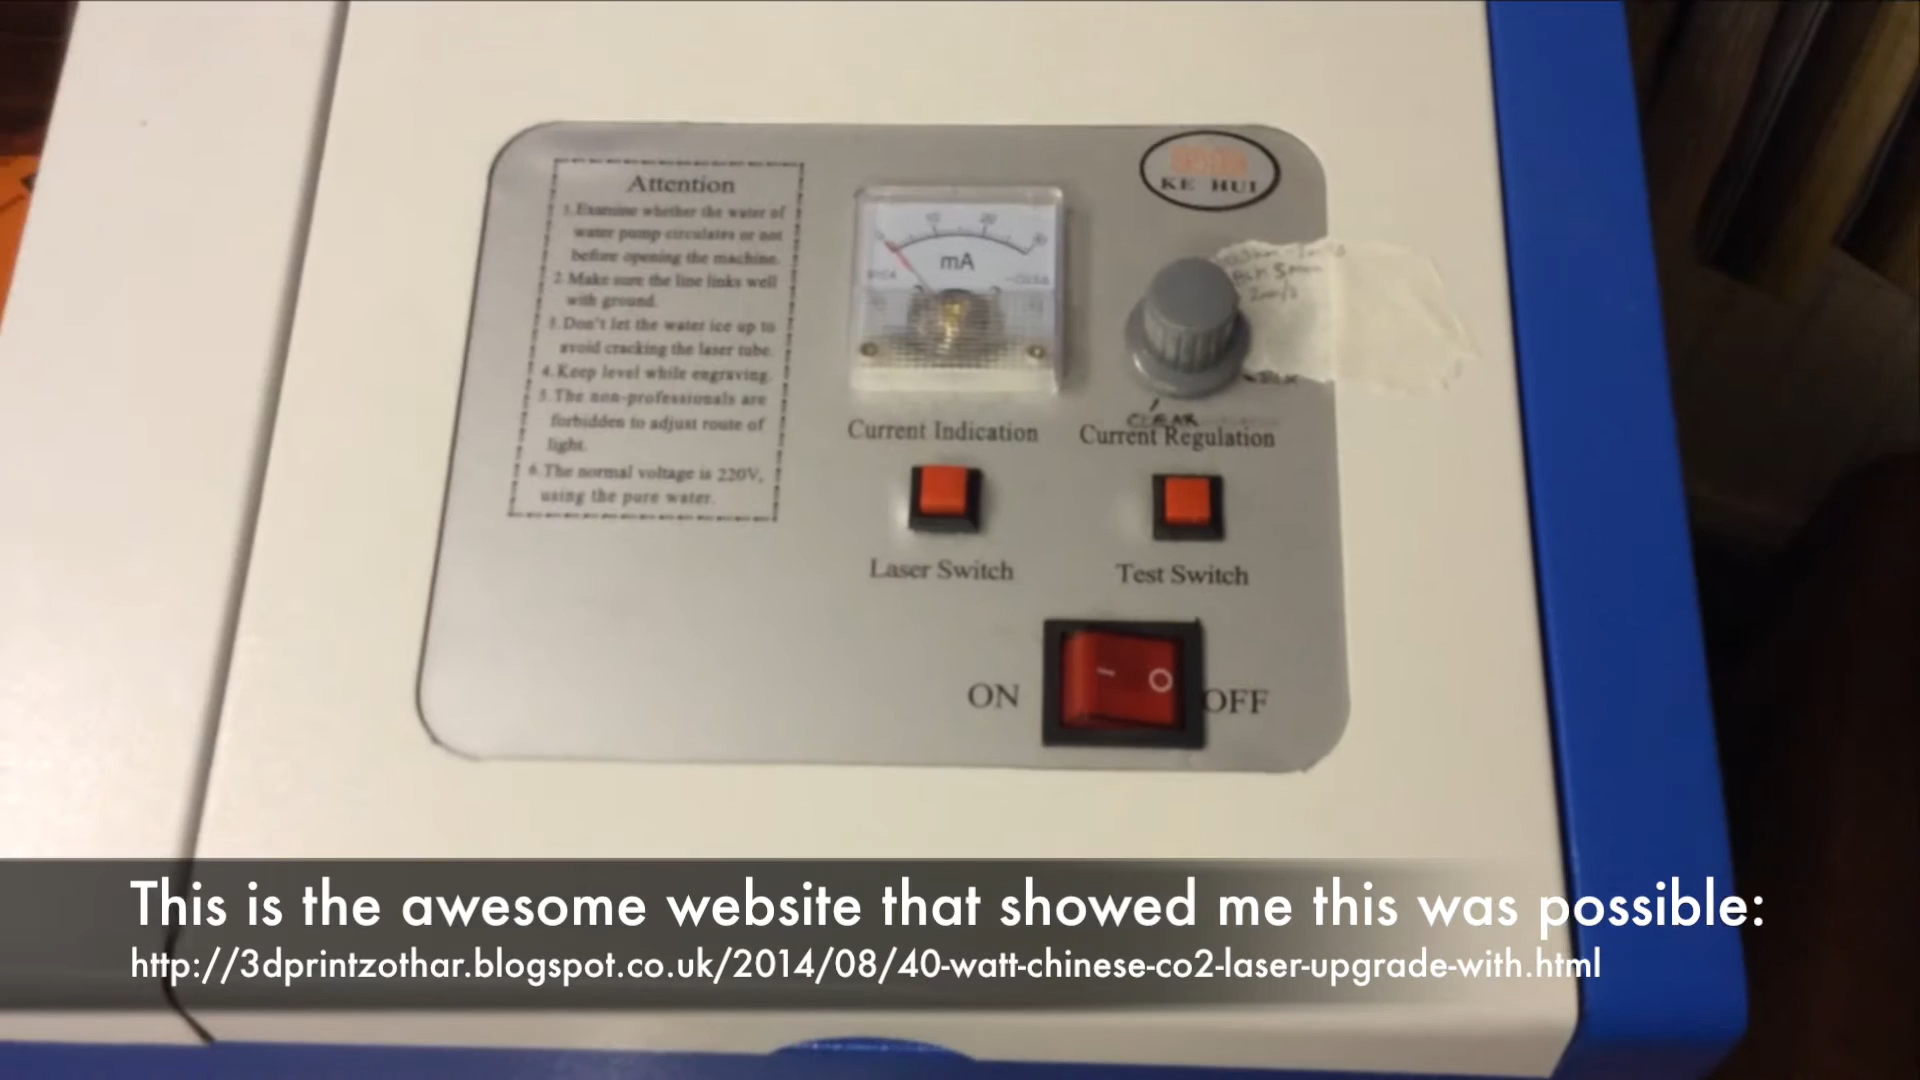 Attention
1. Examine whether the water of
water pump circulates or not
before opening the machine.
2. Make sure the line links well
with ground.
3. Don't let the water ice up to
avoid cracking the laser tube.
4. Keep level while engraving.
5. The non-professionals are
forbidden to adjust route of
light.
6. The normal voltage is 220V,
using the pure water.
0 10 20 30
mA
KE HUI
CLEAR
Current Indication
Current Regulation
Laser Switch
Test Switch
ON
OFF
This is the awesome website that showed me this was possible:
http://3dprintzothar.blogspot.co.uk/2014/08/40-watt-chinese-co2-laser-upgrade-with.html